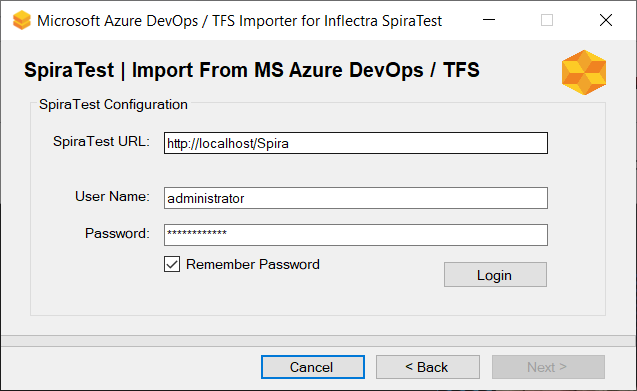 Microsoft Azure DevOps / TFS Importer for Inflectra SpiraTest
SpiraTest | Import From MS Azure DevOps / TFS
SpiraTest Configuration
SpiraTest URL: http://localhost/Spira
User Name: administrator
Password: ************
Remember Password
Login
Cancel < Back Next >